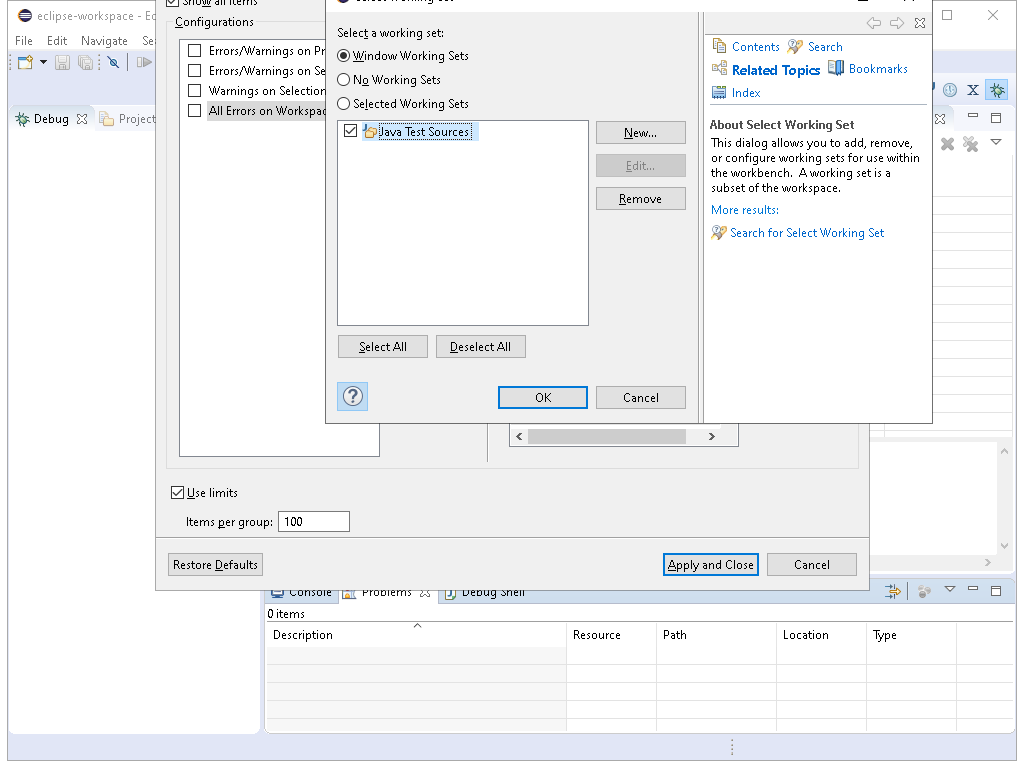 eclipse-workspace - Ec
File Edit Navigate Se
Debug
Project
Show all items
Configurations
Errors/Warnings on Pr
Errors/Warnings on Se
Warnings on Selection
All Errors on Workspac
Select Working Set
Select a working set:
Window Working Sets
No Working Sets
Selected Working Sets
Java Test Sources
New...
Edit...
Remove
Select All
Deselect All
OK
Cancel
Contents
Search
Related Topics
Bookmarks
Index
About Select Working Set
This dialog allows you to add, remove,
or configure working sets for use within
the workbench. A working set is a
subset of the workspace.
More results:
Search for Select Working Set
Use limits
Items per group: 100
Restore Defaults
Apply and Close
Cancel
Console
Problems
Debug Shell
0 items
Description Resource Path Location Type